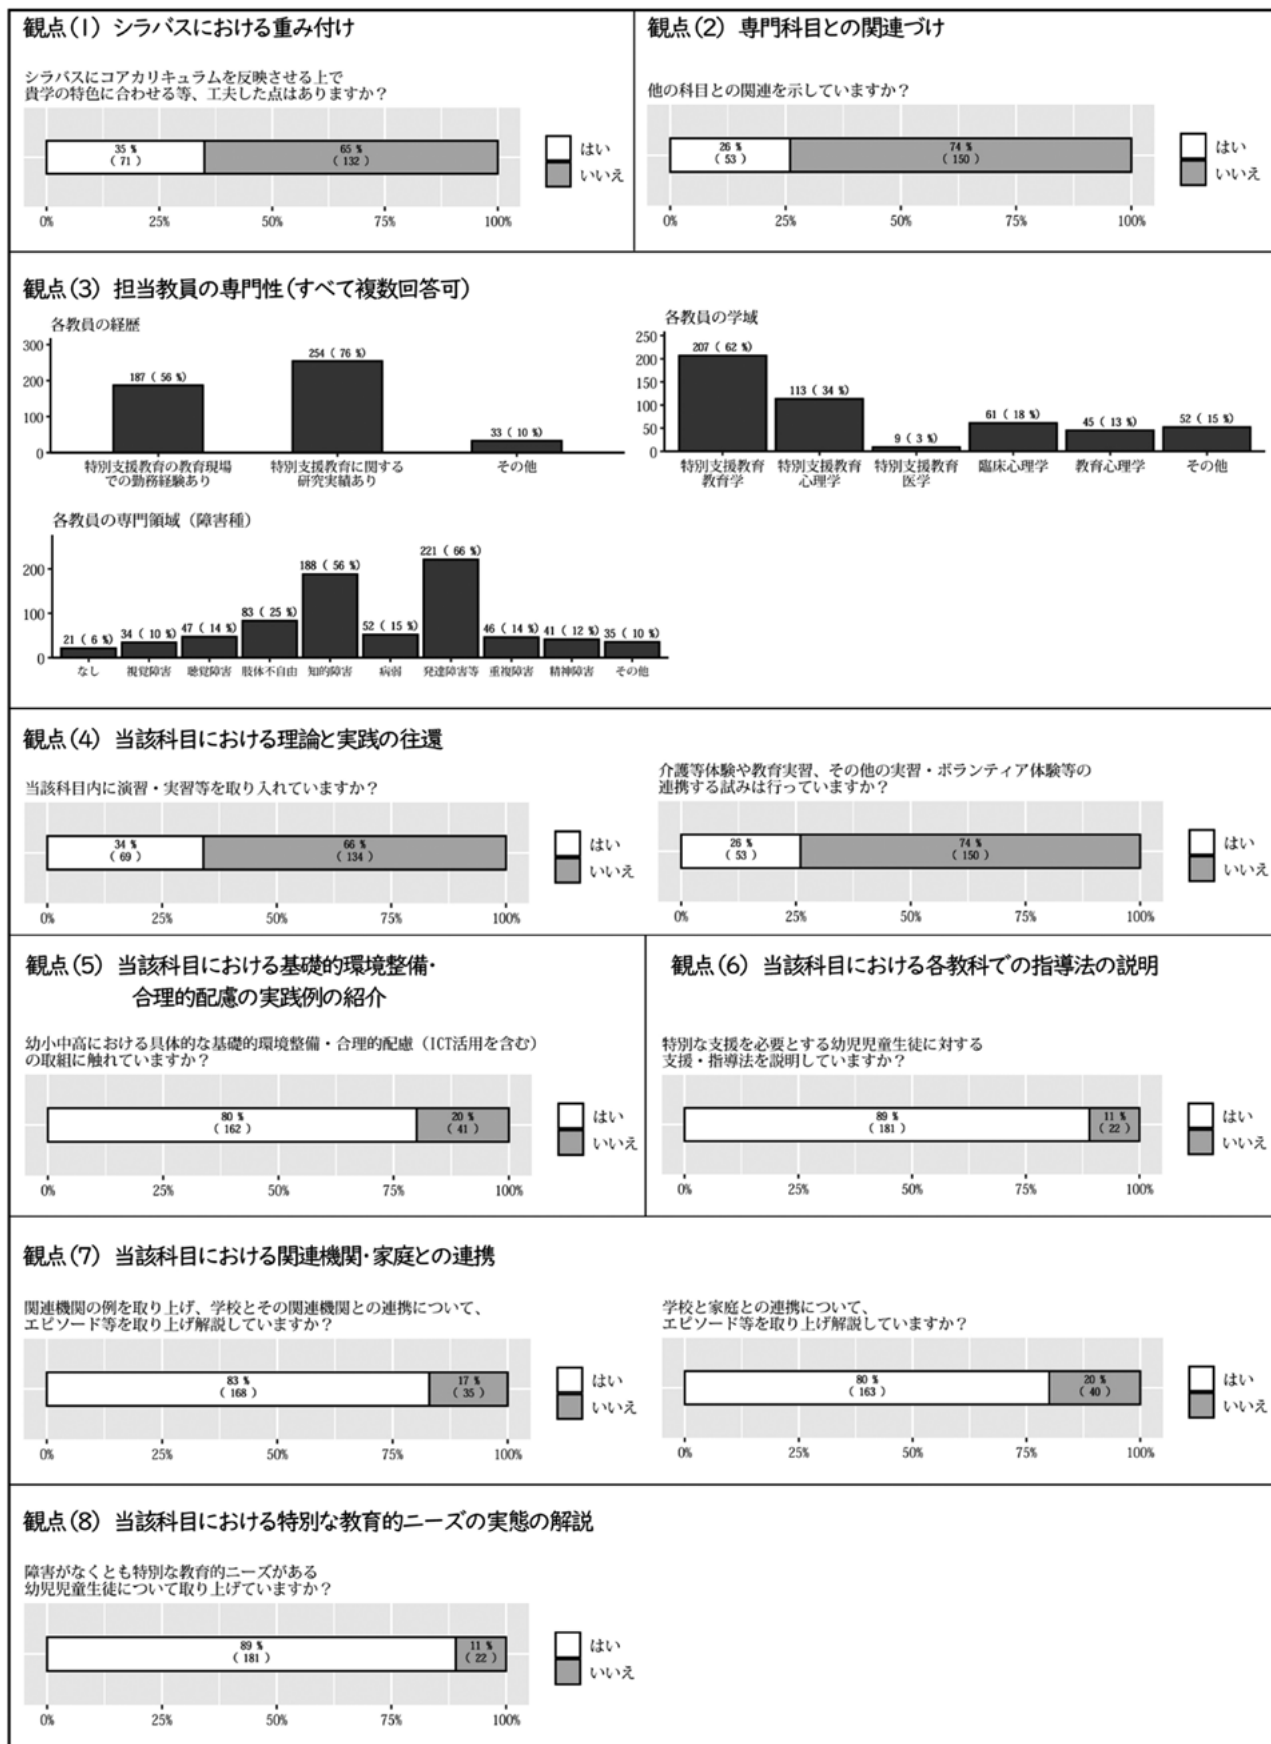 観点(1) シラバスにおける重み付け
シラバスにコアカリキュラムを反映させる上で
貴学の特色に合わせる等、工夫した点はありますか？
35 %
( 71 )
65 %
( 132 )
はい
いいえ
0% 25% 50% 75% 100%
観点(2) 専門科目との関連づけ
他の科目との関連を示していますか？
26 %
( 53 )
74 %
( 150 )
はい
いいえ
0% 25% 50% 75% 100%
観点(3) 担当教員の専門性(すべて複数回答可)
各教員の経歴
300
200
100
0
187 ( 56 %)
254 ( 76 %)
33 ( 10 %)
特別支援教育の教育現場
での勤務経験あり
特別支援教育に関する
研究実績あり
その他
各教員の学域
250
200
150
100
50
0
207 ( 62 %)
113 ( 34 %)
9 ( 3 %)
61 ( 18 %)
45 ( 13 %)
52 ( 15 %)
特別支援教育
教育学
特別支援教育
心理学
特別支援教育
医学
臨床心理学
教育心理学
その他
各教員の専門領域（障害種）
200
100
0
21 ( 6 %)
34 ( 10 %)
47 ( 14 %)
83 ( 25 %)
188 ( 56 %)
52 ( 15 %)
221 ( 66 %)
46 ( 14 %)
41 ( 12 %)
35 ( 10 %)
なし 視覚障害 聴覚障害 肢体不自由 知的障害 病弱 発達障害等 重複障害 精神障害 その他
観点(4) 当該科目における理論と実践の往還
当該科目内に演習・実習等を取り入れていますか？
34 %
( 69 )
66 %
( 134 )
はい
いいえ
0% 25% 50% 75% 100%
介護等体験や教育実習、その他の実習・ボランティア体験等の
連携する試みは行っていますか？
26 %
( 53 )
74 %
( 150 )
はい
いいえ
0% 25% 50% 75% 100%
観点(5) 当該科目における基礎的環境整備・
合理的配慮の実践例の紹介
幼小中高における具体的な基礎的環境整備・合理的配慮（ICT活用を含む）
の取組に触れていますか？
80 %
( 162 )
20 %
( 41 )
はい
いいえ
0% 25% 50% 75% 100%
観点(6) 当該科目における各教科での指導法の説明
特別な支援を必要とする幼児児童生徒に対する
支援・指導法を説明していますか？
89 %
( 181 )
11 %
( 22 )
はい
いいえ
0% 25% 50% 75% 100%
観点(7) 当該科目における関連機関・家庭との連携
関連機関の例を取り上げ、学校とその関連機関との連携について、
エピソード等を取り上げ解説していますか？
83 %
( 168 )
17 %
( 35 )
はい
いいえ
0% 25% 50% 75% 100%
学校と家庭との連携について、
エピソード等を取り上げ解説していますか？
80 %
( 163 )
20 %
( 40 )
はい
いいえ
0% 25% 50% 75% 100%
観点(8) 当該科目における特別な教育的ニーズの実態の解説
障害がなくとも特別な教育的ニーズがある
幼児児童生徒について取り上げていますか？
89 %
( 181 )
11 %
( 22 )
はい
いいえ
0% 25% 50% 75% 100%